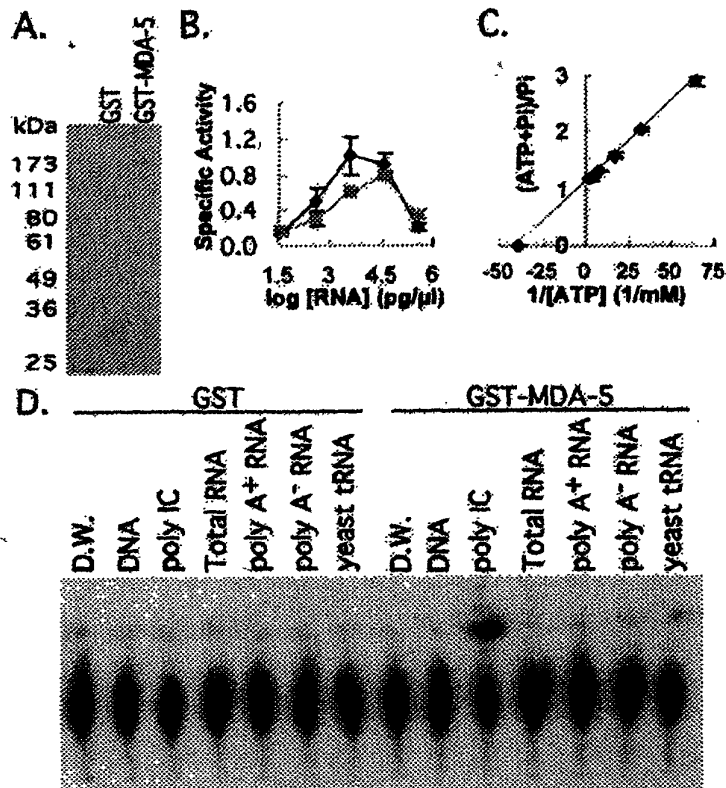 A.
GST
GST-MDA-5
kDa
173
111
80
61
49
36
25
B.
Specific Activity
1.6
1.2
0.8
0.4
0.0
1.5 3 4.5 6
log [RNA] (pg/µl)
C.
(ATP+Pi)/Pi
3
2
1
0
-50 -25 0 25 50 75
1/[ATP] (1/mM)
D.
GST GST-MDA-5
D.W. DNA poly IC Total RNA poly A+ RNA poly A- RNA yeast tRNA D.W. DNA poly IC Total RNA poly A+ RNA poly A- RNA yeast tRNA